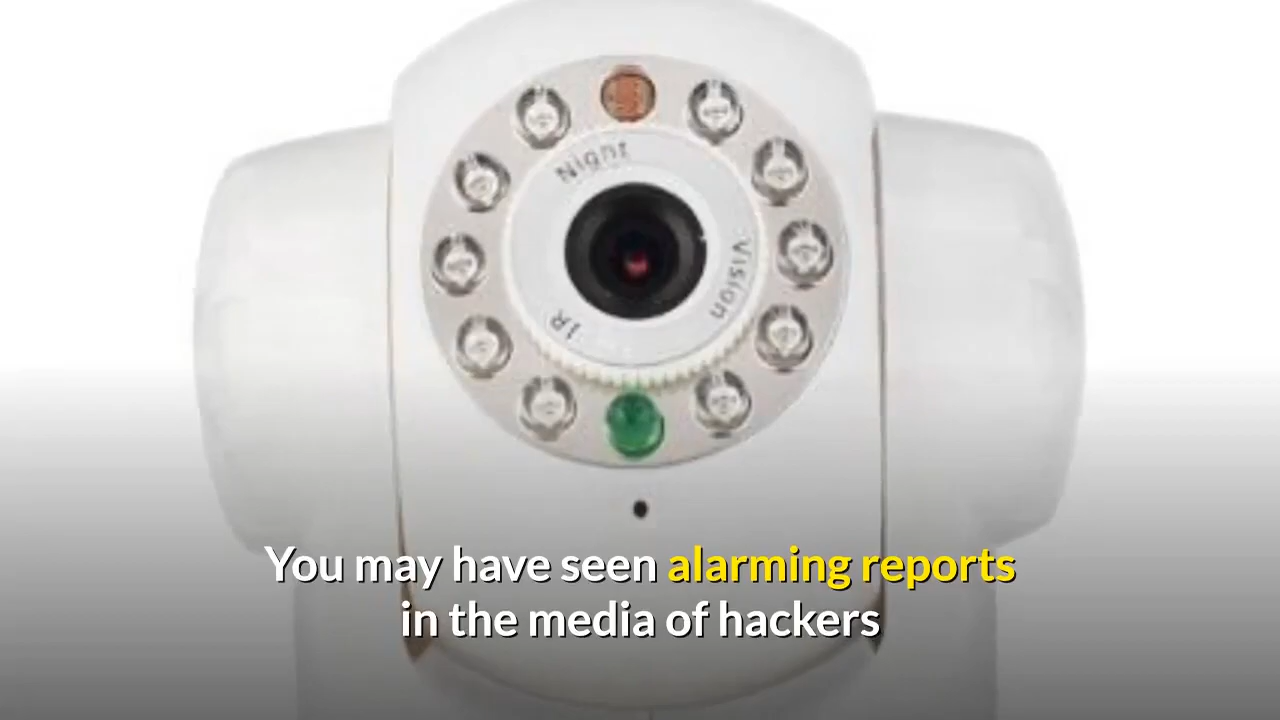 Night
Vision
IR
You may have seen alarming reports
in the media of hackers